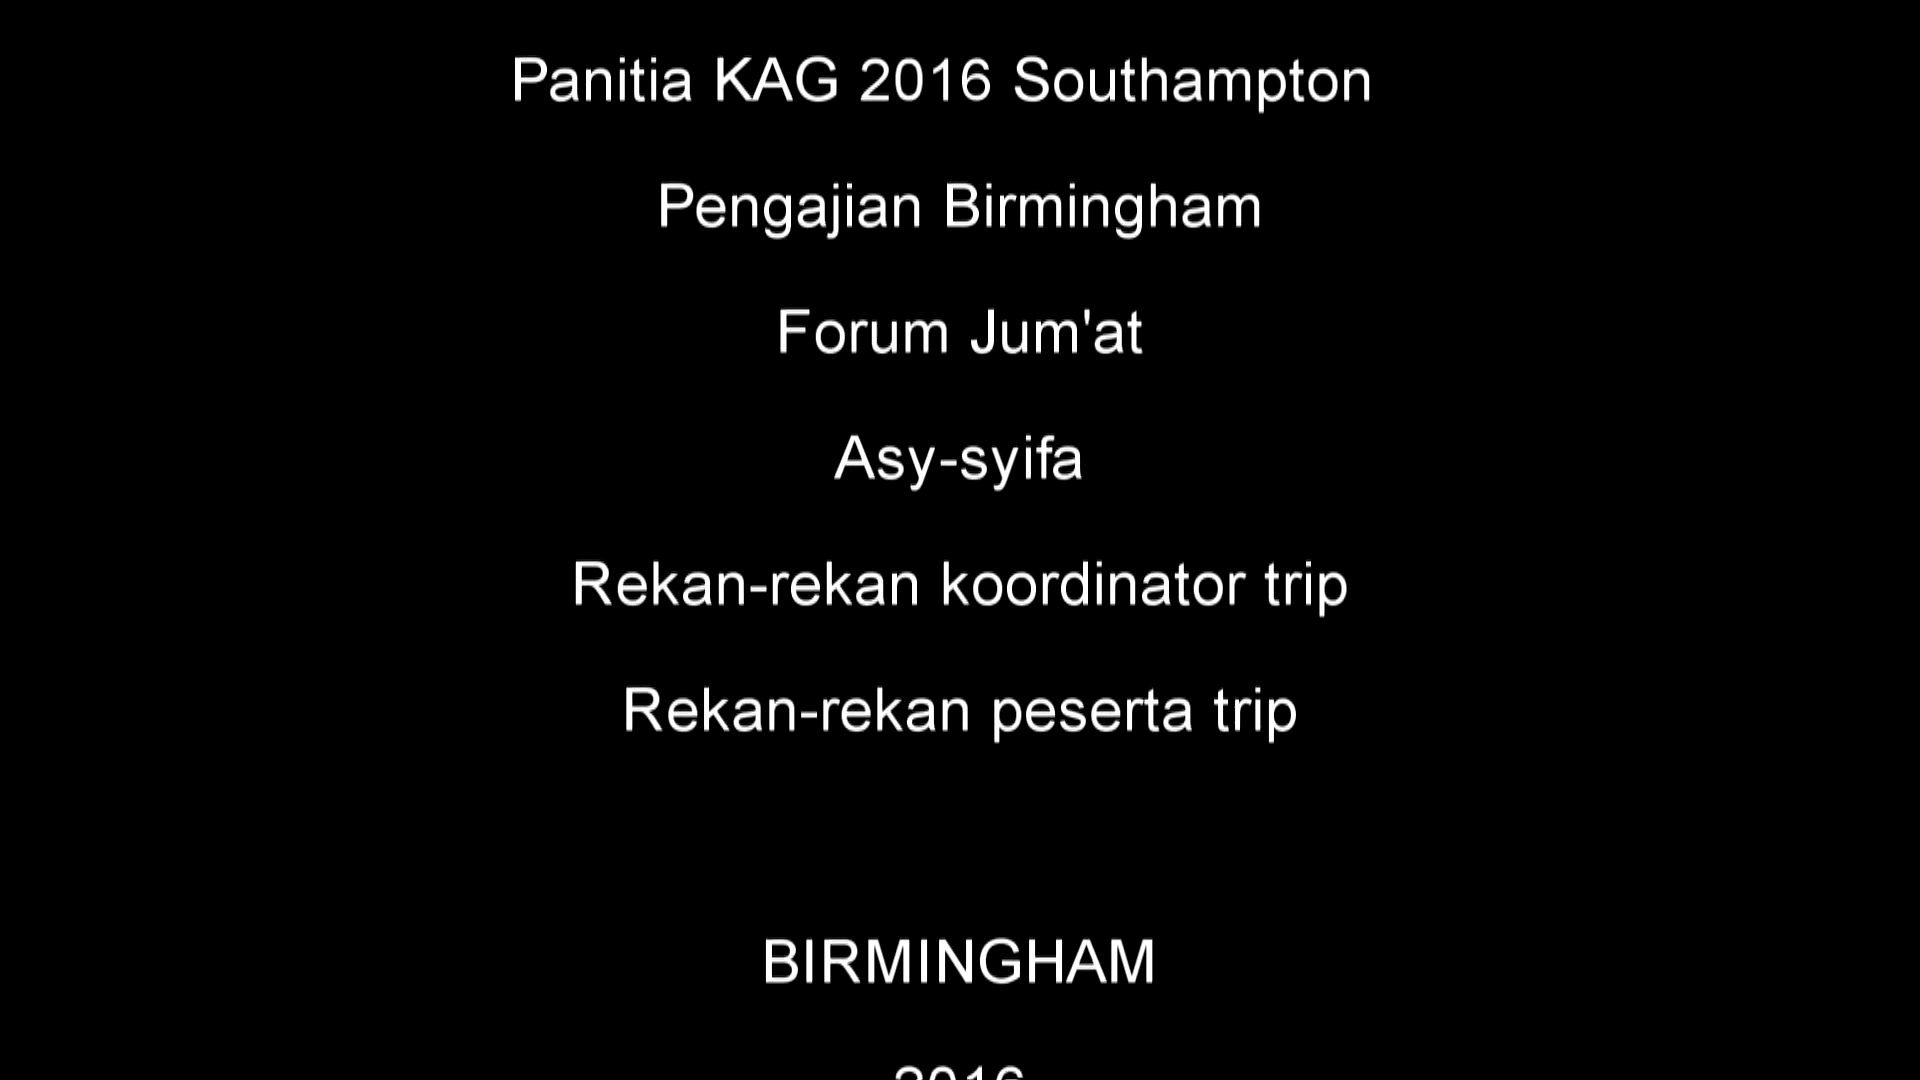 Panitia KAG 2016 Southampton
Pengajian Birmingham
Forum Jum'at
Asy-syifa
Rekan-rekan koordinator trip
Rekan-rekan peserta trip
BIRMINGHAM
2016